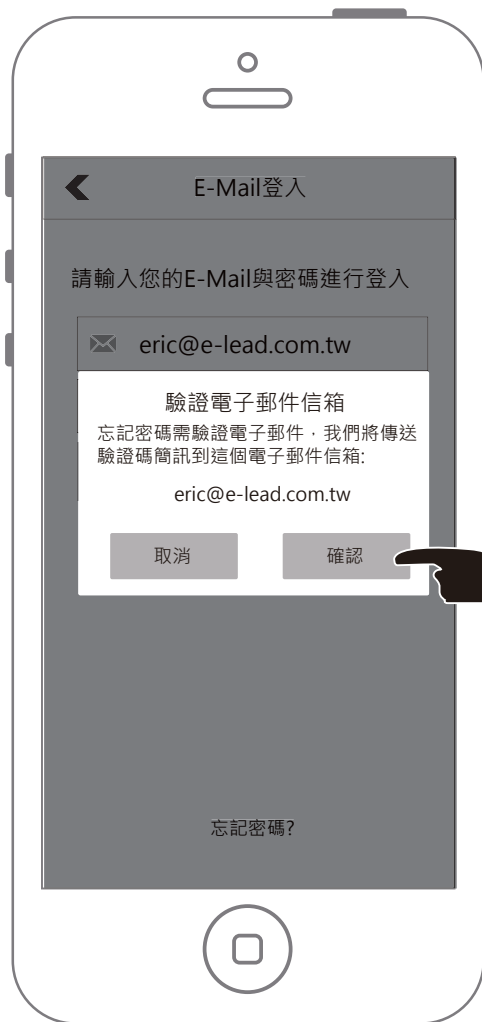 E-Mail登入
請輸入您的E-Mail與密碼進行登入
eric@e-lead.com.tw
驗證電子郵件信箱
忘記密碼需驗證電子郵件，我們將傳送
驗證碼簡訊到這個電子郵件信箱:
eric@e-lead.com.tw
取消
確認
忘記密碼?